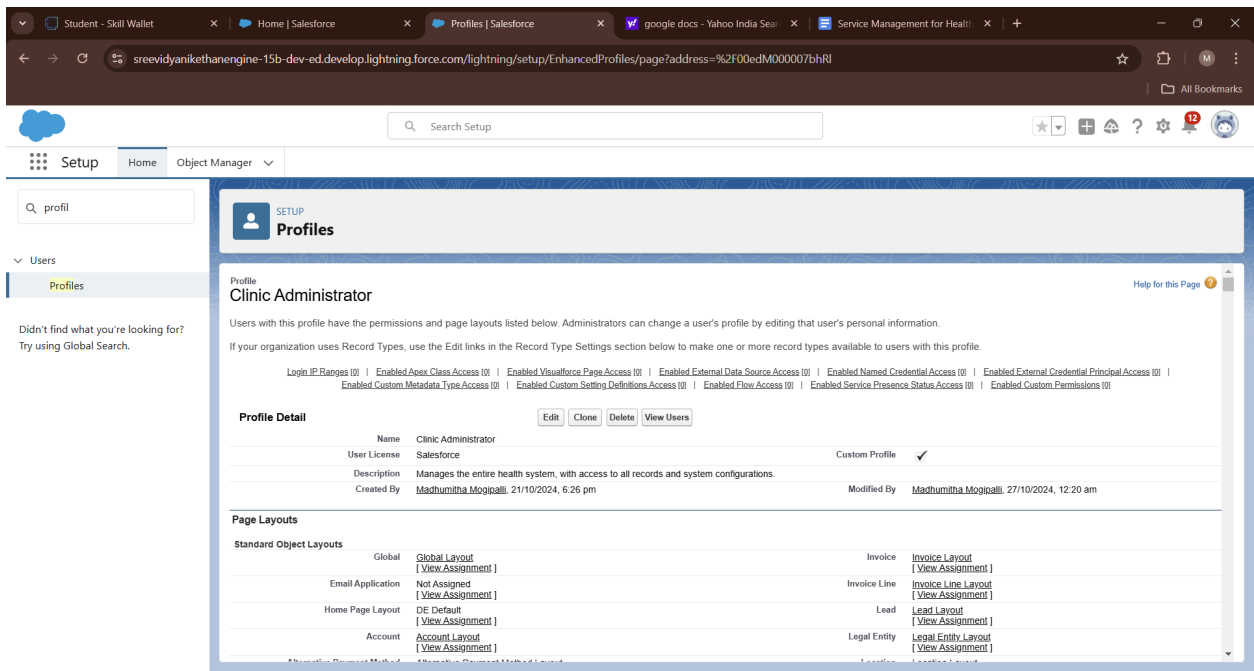 Student - Skill Wallet
Home | Salesforce
Profiles | Salesforce
google docs - Yahoo India Sear
Service Management for Health
sreevidyanikethanengine-15b-dev-ed.develop.lightning.force.com/lightning/setup/EnhancedProfiles/page?address=%2F00edM000007bhRl
M
All Bookmarks
Search Setup
12
Setup
Home
Object Manager
profil
SETUP
Profiles
Users
Profiles
Didn't find what you're looking for?
Try using Global Search.
Profile
Clinic Administrator
Help for this Page
Users with this profile have the permissions and page layouts listed below. Administrators can change a user's profile by editing that user's personal information.
If your organization uses Record Types, use the Edit links in the Record Type Settings section below to make one or more record types available to users with this profile.
Login IP Ranges [0] | Enabled Apex Class Access [0] | Enabled Visualforce Page Access [0] | Enabled External Data Source Access [0] | Enabled Named Credential Access [0] | Enabled External Credential Principal Access [0] |
Enabled Custom Metadata Type Access [0] | Enabled Custom Setting Definitions Access [0] | Enabled Flow Access [0] | Enabled Service Presence Status Access [0] | Enabled Custom Permissions [0]
Profile Detail Edit Clone Delete View Users
Name Clinic Administrator
User License Salesforce Custom Profile
Description Manages the entire health system, with access to all records and system configurations.
Created By Madhumitha Mogipalli, 21/10/2024, 6:26 pm Modified By Madhumitha Mogipalli, 27/10/2024, 12:20 am
Page Layouts
Standard Object Layouts
Global Global Layout Invoice Invoice Layout
[ View Assignment ] [ View Assignment ]
Email Application Not Assigned Invoice Line Invoice Line Layout
[ View Assignment ] [ View Assignment ]
Home Page Layout DE Default Lead Lead Layout
[ View Assignment ] [ View Assignment ]
Account Account Layout Legal Entity Legal Entity Layout
[ View Assignment ] [ View Assignment ]
Alternative Payment Method Alternative Payment Method Layout Location Location Layout